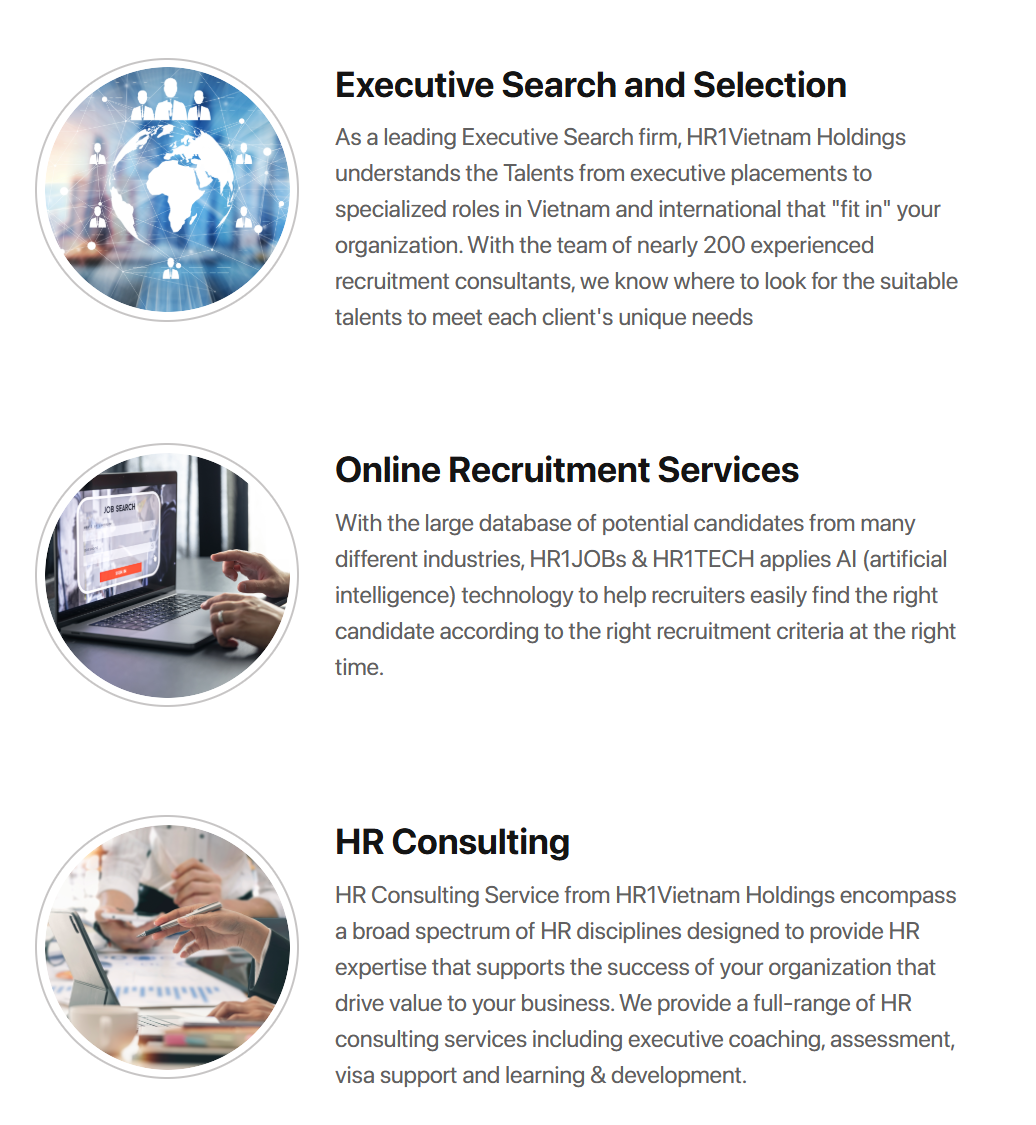 Executive Search and Selection
As a leading Executive Search firm, HR1Vietnam Holdings
understands the Talents from executive placements to
specialized roles in Vietnam and international that "fit in" your
organization. With the team of nearly 200 experienced
recruitment consultants, we know where to look for the suitable
talents to meet each client's unique needs
JOB SEARCH
Online Recruitment Services
With the large database of potential candidates from many
different industries, HR1JOBs & HR1TECH applies AI (artificial
intelligence) technology to help recruiters easily find the right
candidate according to the right recruitment criteria at the right
time.
HR Consulting
HR Consulting Service from HR1Vietnam Holdings encompass
a broad spectrum of HR disciplines designed to provide HR
expertise that supports the success of your organization that
drive value to your business. We provide a full-range of HR
consulting services including executive coaching, assessment,
visa support and learning & development.